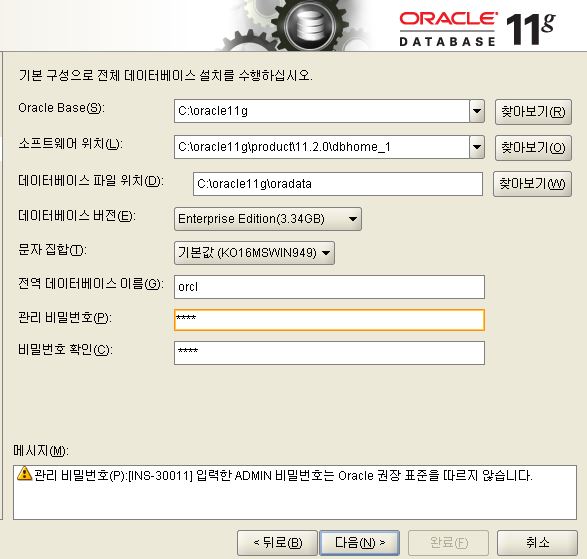 ORACLE
DATABASE 11g
기본 구성으로 전체 데이터베이스 설치를 수행하십시오.
Oracle Base(S): C:\oracle11g 찾아보기(R)
소프트웨어 위치(L): C:\oracle11g\product\11.2.0\dbhome_1 찾아보기(O)
데이터베이스 파일 위치(D): C:\oracle11g\oradata 찾아보기(W)
데이터베이스 버전(E): Enterprise Edition(3.34GB)
문자 집합(T): 기본값 (KO16MSWIN949)
전역 데이터베이스 이름(G): orcl
관리 비밀번호(P): ****
비밀번호 확인(C): ****
메시지(M):
관리 비밀번호(P):[INS-30011] 입력한 ADMIN 비밀번호는 Oracle 권장 표준을 따르지 않습니다.
< 뒤로(B) 다음(N) > 완료(F) 취소